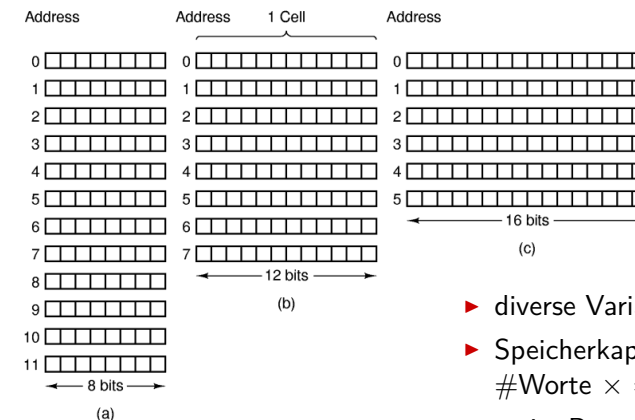 Address
0
1
2
3
4
5
6
7
8
9
10
11
8 bits
(a)
Address 1 Cell
0
1
2
3
4
5
6
7
12 bits
(b)
Address
0
1
2
3
4
5
16 bits
(c)
▶ diverse Vari
▶ Speicherkap
#Worte ×